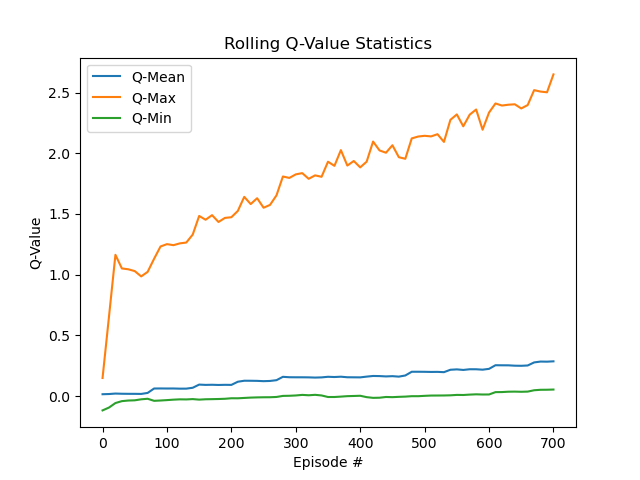 Rolling Q-Value Statistics
Q-Mean
Q-Max
Q-Min
2.5
2.0
1.5
1.0
0.5
0.0
Q-Value
0 100 200 300 400 500 600 700
Episode #